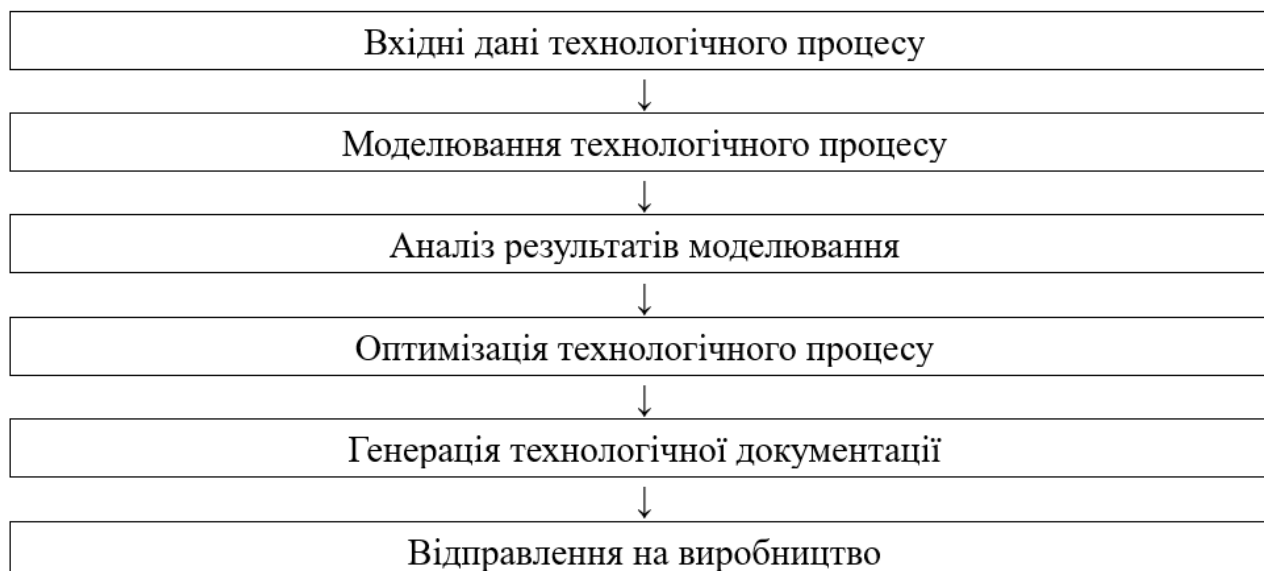 Вхідні дані технологічного процесу
↓
Моделювання технологічного процесу
↓
Аналіз результатів моделювання
↓
Оптимізація технологічного процесу
↓
Генерація технологічної документації
↓
Відправлення на виробництво